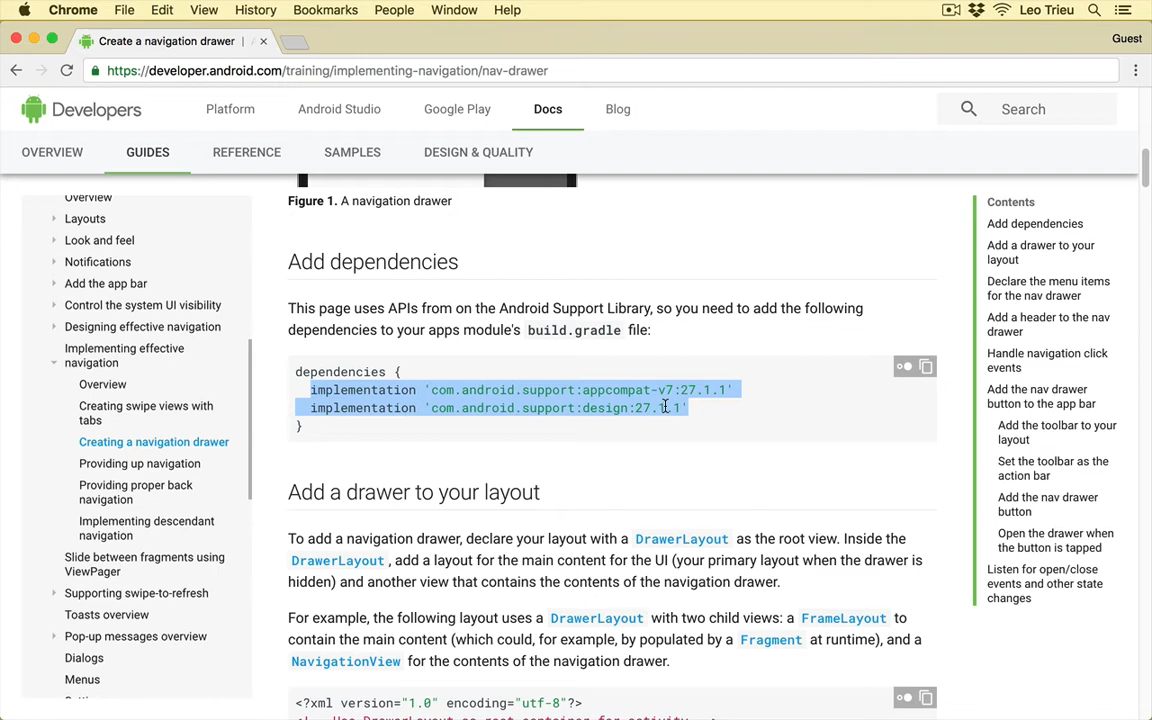 Chrome File Edit View History Bookmarks People Window Help Leo Trieu
Create a navigation drawer | Guest
https://developer.android.com/training/implementing-navigation/nav-drawer
Developers Platform Android Studio Google Play Docs Blog Search
OVERVIEW GUIDES REFERENCE SAMPLES DESIGN & QUALITY
Overview
Layouts
Look and feel
Notifications
Add the app bar
Control the system UI visibility
Designing effective navigation
Implementing effective
navigation
Overview
Creating swipe views with
tabs
Creating a navigation drawer
Providing up navigation
Providing proper back
navigation
Implementing descendant
navigation
Slide between fragments using
ViewPager
Supporting swipe-to-refresh
Toasts overview
Pop-up messages overview
Dialogs
Menus
Figure 1. A navigation drawer
Add dependencies
This page uses APIs from on the Android Support Library, so you need to add the following
dependencies to your apps module's build.gradle file:
dependencies {
implementation 'com.android.support:appcompat-v7:27.1.1'
implementation 'com.android.support:design:27.1.1'
}
Add a drawer to your layout
To add a navigation drawer, declare your layout with a DrawerLayout as the root view. Inside the
DrawerLayout , add a layout for the main content for the UI (your primary layout when the drawer is
hidden) and another view that contains the contents of the navigation drawer.
For example, the following layout uses a DrawerLayout with two child views: a FrameLayout to
contain the main content (which could, for example, by populated by a Fragment at runtime), and a
NavigationView for the contents of the navigation drawer.
<?xml version="1.0" encoding="utf-8"?>
<!-- Use DrawerLayout as root container for activity -->
Contents
Add dependencies
Add a drawer to your
layout
Declare the menu items
for the nav drawer
Add a header to the nav
drawer
Handle navigation click
events
Add the nav drawer
button to the app bar
Add the toolbar to your
layout
Set the toolbar as the
action bar
Add the nav drawer
button
Open the drawer when
the button is tapped
Listen for open/close
events and other state
changes